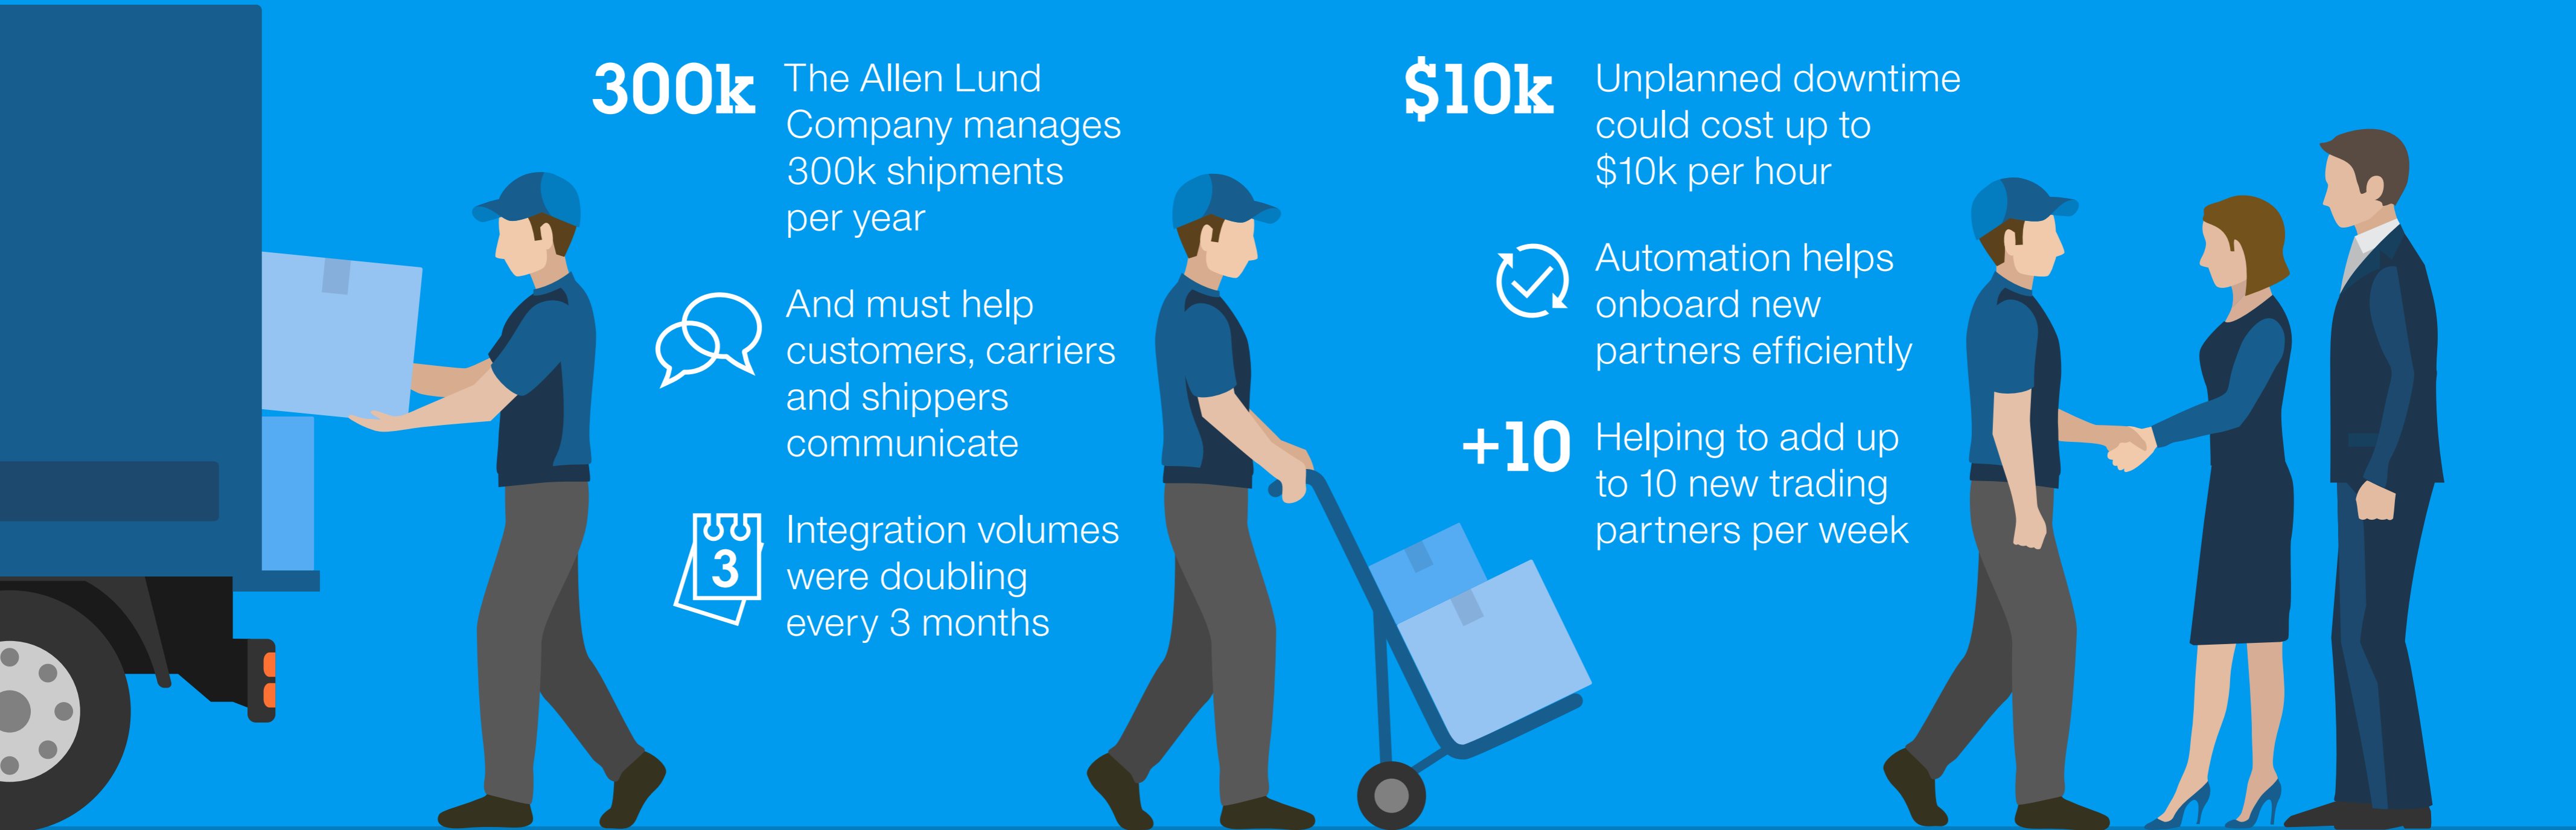 300k
The Allen Lund
Company manages
300k shipments
per year
And must help
customers, carriers
and shippers
communicate
3
Integration volumes
were doubling
every 3 months
$10k
Unplanned downtime
could cost up to
$10k per hour
Automation helps
onboard new
partners efficiently
+10
Helping to add up
to 10 new trading
partners per week